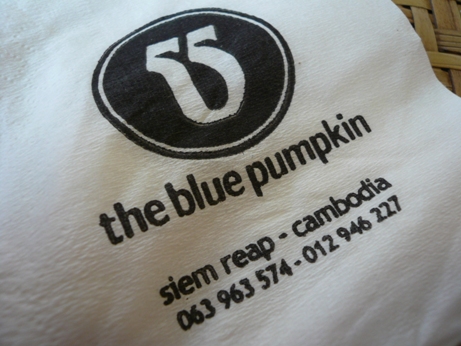 the blue pumpkin
siem reap - cambodia
063 963 574 - 012 946 227